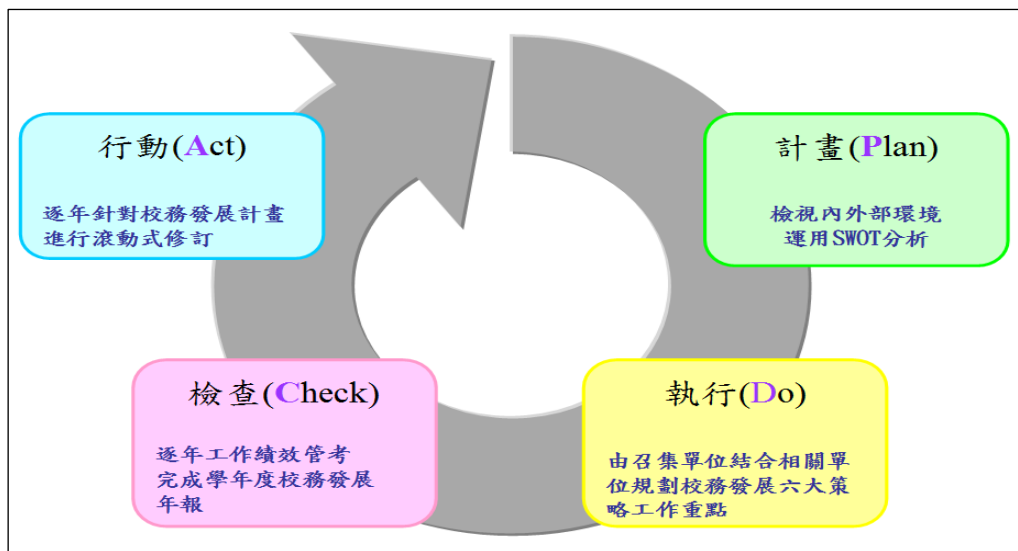 計畫(Plan)
檢視內外部環境
運用SWOT分析
執行(Do)
由召集單位結合相關單
位規劃校務發展六大策
略工作重點
檢查(Check)
逐年工作績效管考
完成學年度校務發展
年報
行動(Act)
逐年針對校務發展計畫
進行滾動式修訂